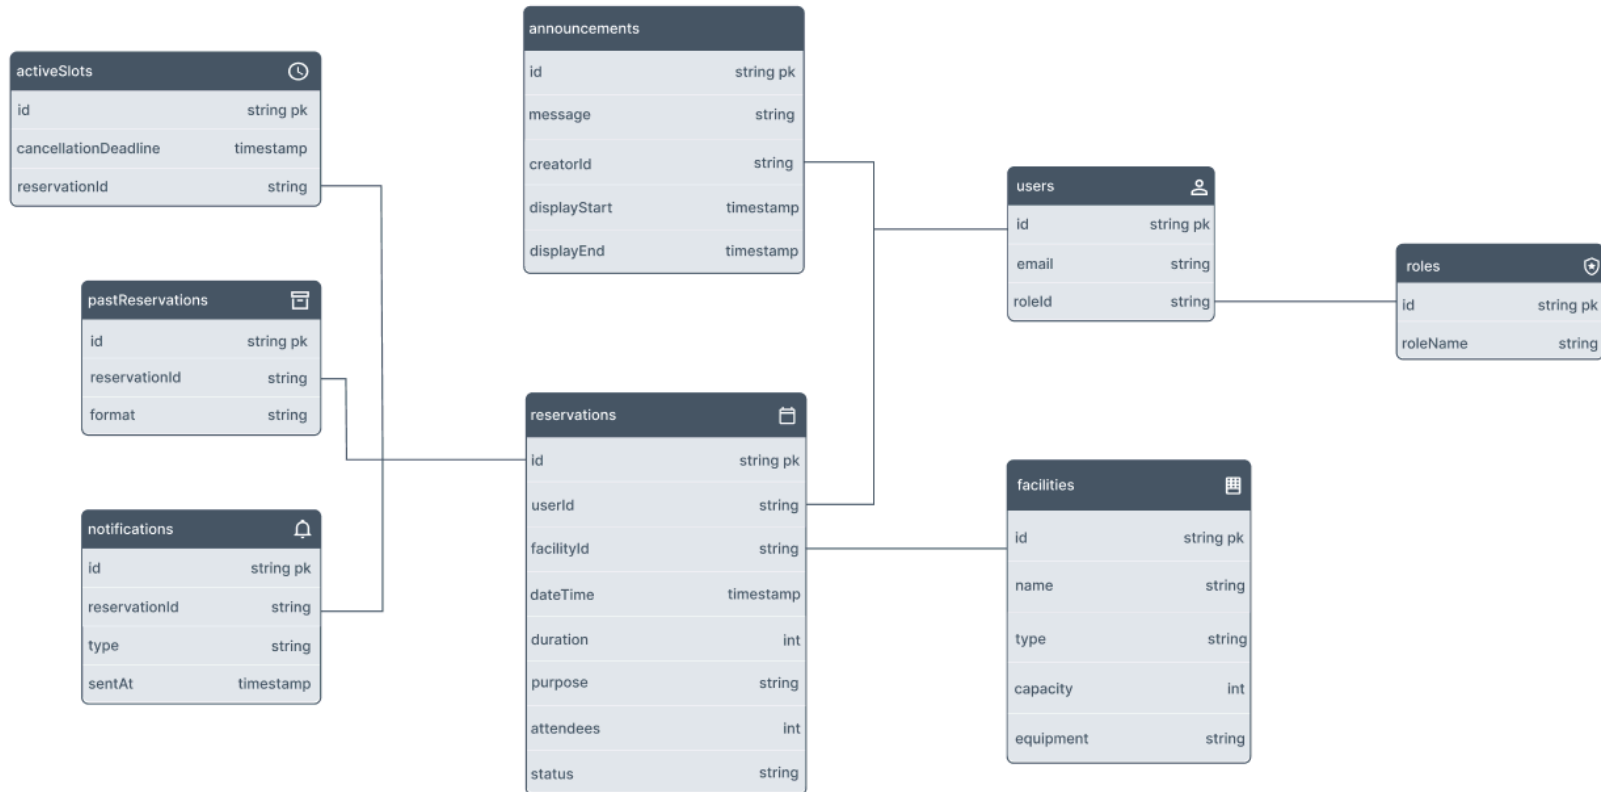 activeSlots
id string pk
cancellationDeadline timestamp
reservationId string
pastReservations
id string pk
reservationId string
format string
notifications
id string pk
reservationId string
type string
sentAt timestamp
announcements
id string pk
message string
creatorId string
displayStart timestamp
displayEnd timestamp
reservations
id string pk
userId string
facilityId string
dateTime timestamp
duration int
purpose string
attendees int
status string
users
id string pk
email string
roleId string
facilities
id string pk
name string
type string
capacity int
equipment string
roles
id string pk
roleName string